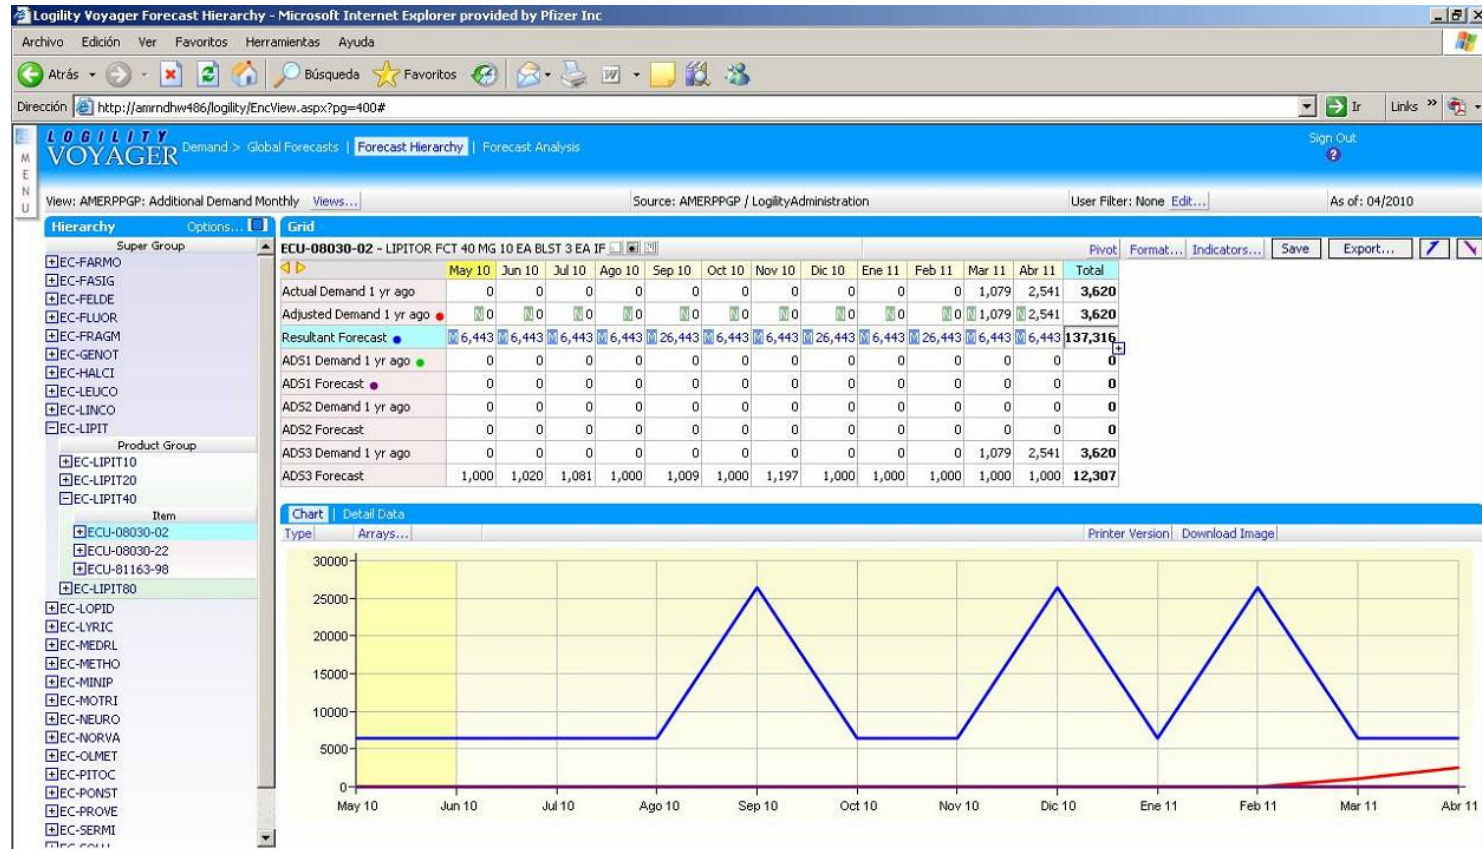 Logility Voyager Forecast Hierarchy - Microsoft Internet Explorer provided by Pfizer Inc
Archivo Edición Ver Favoritos Herramientas Ayuda
Atrás Búsqueda Favoritos
Dirección http://amrndhw486/logility/EncView.aspx?pg=400# Ir Links »
MENU
LOGILITY
VOYAGER Demand > Global Forecasts | Forecast Hierarchy | Forecast Analysis Sign Out
View: AMERPPGP: Additional Demand Monthly Views... Source: AMERPPGP / LogilityAdministration User Filter: None Edit... As of: 04/2010
Hierarchy Options...
Super Group
EC-FARMO
EC-FASIG
EC-FELDE
EC-FLUOR
EC-FRAGM
EC-GENOT
EC-HALCI
EC-LEUCO
EC-LINCO
EC-LIPIT
Product Group
EC-LIPIT10
EC-LIPIT20
EC-LIPIT40
Item
ECU-08030-02
ECU-08030-22
ECU-81163-98
EC-LIPIT80
EC-LOPID
EC-LYRIC
EC-MEDRL
EC-METHO
EC-MINIP
EC-MOTRI
EC-NEURO
EC-NORVA
EC-OLMET
EC-PITOC
EC-PONST
EC-PROVE
EC-SERMI
Grid
ECU-08030-02 - LIPITOR FCT 40 MG 10 EA BLST 3 EA IF Pivot Format... Indicators... Save Export...
May 10 Jun 10 Jul 10 Ago 10 Sep 10 Oct 10 Nov 10 Dic 10 Ene 11 Feb 11 Mar 11 Abr 11 Total
Actual Demand 1 yr ago 0 0 0 0 0 0 0 0 0 0 1,079 2,541 3,620
Adjusted Demand 1 yr ago N 0 N 0 N 0 N 0 N 0 N 0 N 0 N 0 N 0 N 0 N 1,079 N 2,541 3,620
Resultant Forecast M 6,443 M 6,443 M 6,443 M 6,443 M 26,443 M 6,443 M 6,443 M 26,443 M 6,443 M 26,443 M 6,443 M 6,443 137,316
ADS1 Demand 1 yr ago 0 0 0 0 0 0 0 0 0 0 0 0 0
ADS1 Forecast 0 0 0 0 0 0 0 0 0 0 0 0 0
ADS2 Demand 1 yr ago 0 0 0 0 0 0 0 0 0 0 0 0 0
ADS2 Forecast 0 0 0 0 0 0 0 0 0 0 0 0 0
ADS3 Demand 1 yr ago 0 0 0 0 0 0 0 0 0 0 1,079 2,541 3,620
ADS3 Forecast 1,000 1,020 1,081 1,000 1,009 1,000 1,197 1,000 1,000 1,000 1,000 1,000 12,307
Chart | Detail Data
Type Arrays... Printer Version Download Image
30000
25000
20000
15000
10000
5000
0
May 10 Jun 10 Jul 10 Ago 10 Sep 10 Oct 10 Nov 10 Dic 10 Ene 11 Feb 11 Mar 11 Abr 11